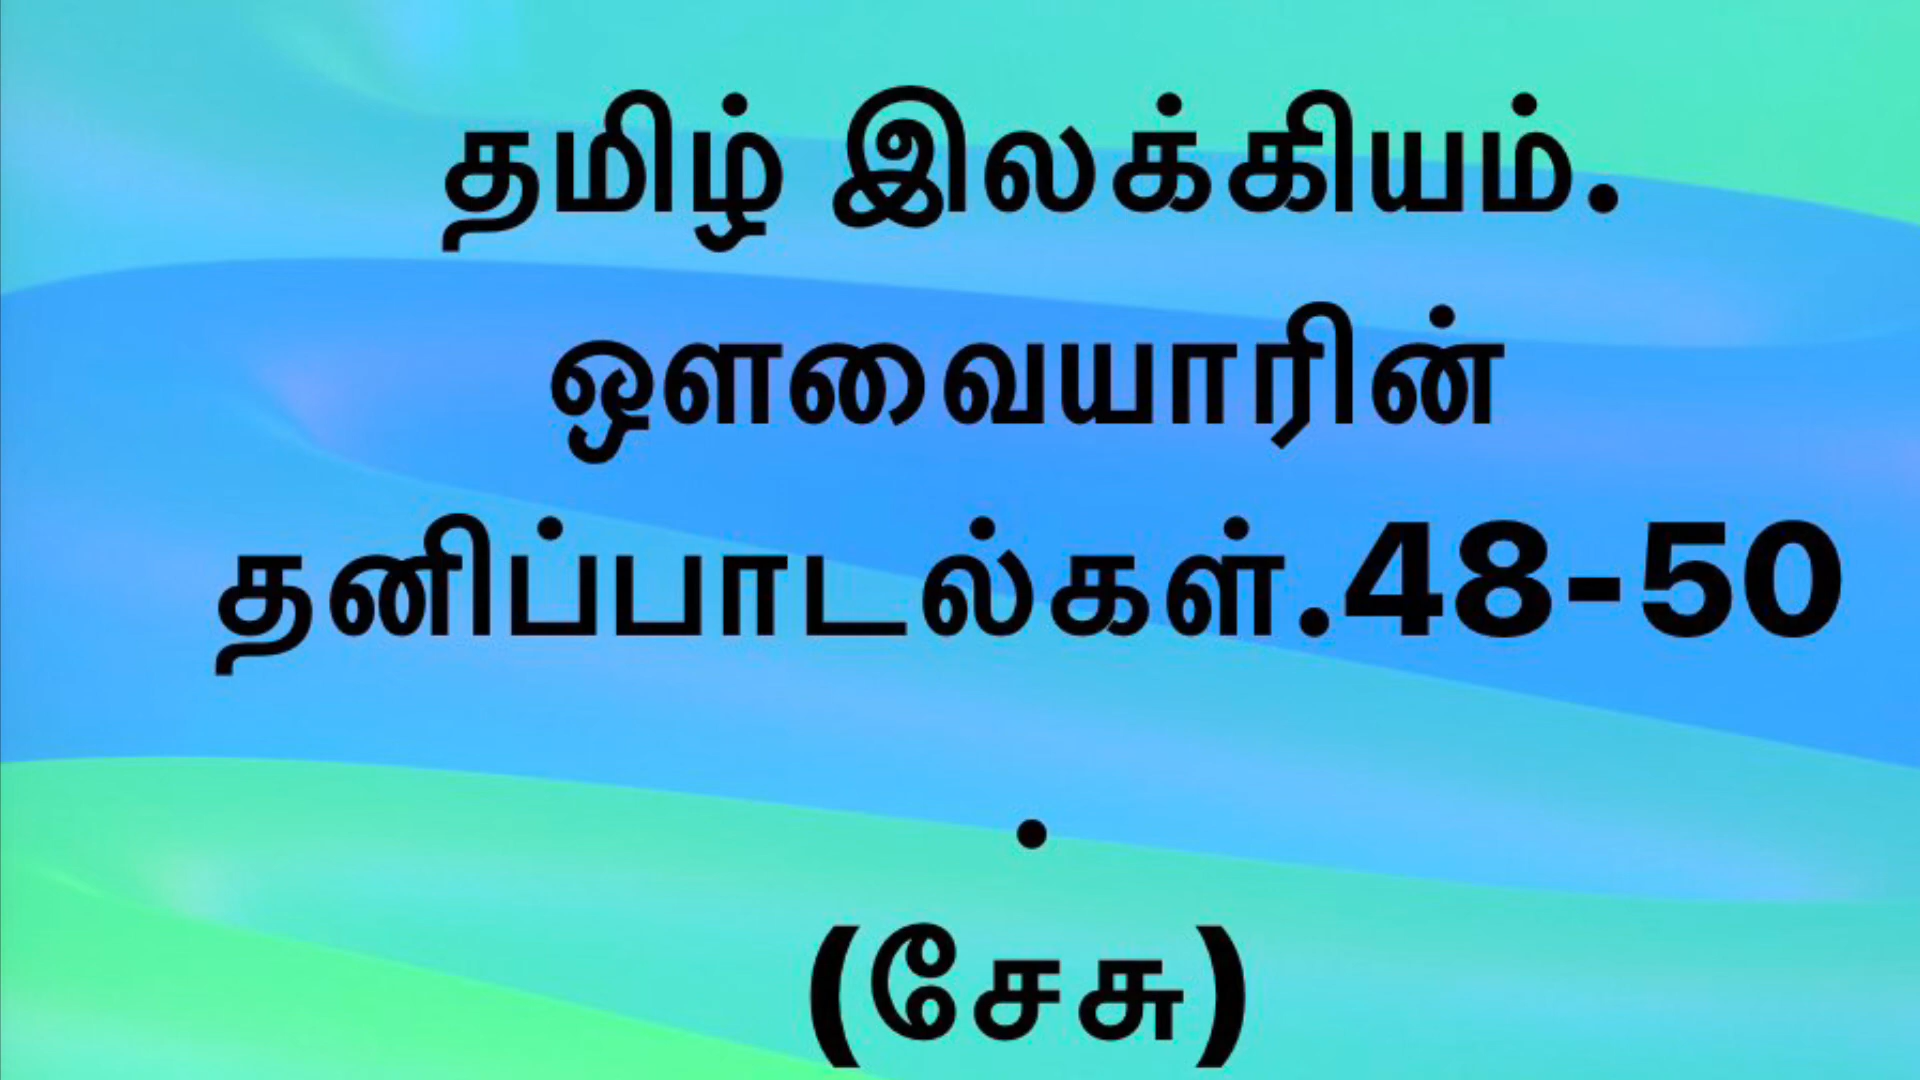 தமிழ் இலக்கியம்.
ஔவையாரின்
தனிப்பாடல்கள்.48-50
.
(சேசு)